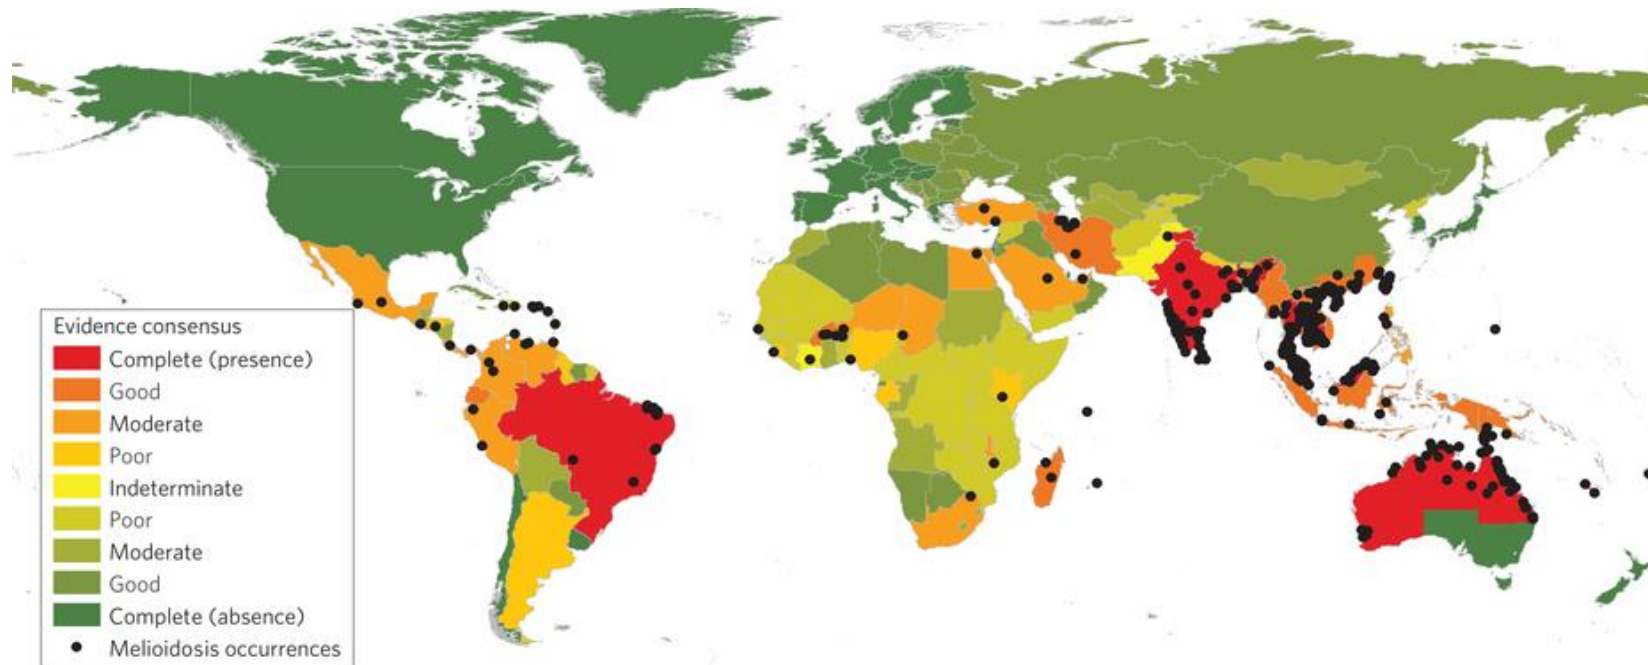 Evidence consensus
Complete (presence)
Good
Moderate
Poor
Indeterminate
Poor
Moderate
Good
Complete (absence)
Melioidosis occurrences